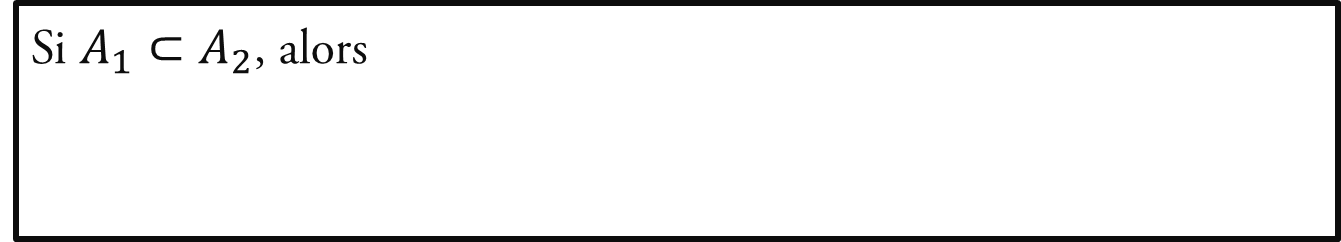 Si A₁ ⊂ A₂, alors